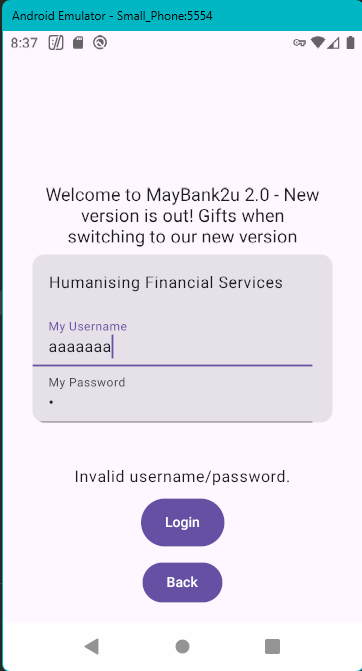 Android Emulator - Small_Phone:5554
8:37
Welcome to MayBank2u 2.0 - New
version is out! Gifts when
switching to our new version
Humanising Financial Services
My Username
aaaaaaa
My Password
•
Invalid username/password.
Login
Back